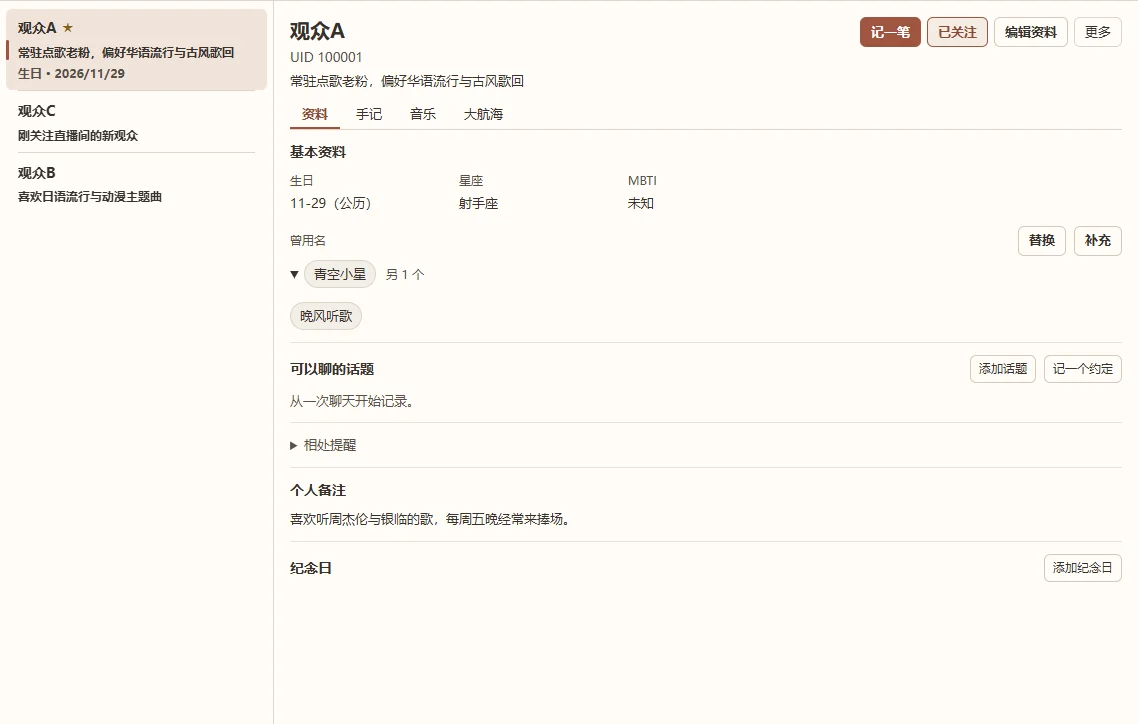 观众A ★
常驻点歌老粉，偏好华语流行与古风歌回
生日・2026/11/29
观众C
刚关注直播间的新观众
观众B
喜欢日语流行与动漫主题曲
观众A
记一笔 已关注 编辑资料 更多
UID 100001
常驻点歌老粉，偏好华语流行与古风歌回
资料 手记 音乐 大航海
基本资料
生日 星座 MBTI
11-29（公历） 射手座 未知
曾用名 替换 补充
▼ 青空小星 另 1 个
晚风听歌
可以聊的话题 添加话题 记一个约定
从一次聊天开始记录。
▶ 相处提醒
个人备注
喜欢听周杰伦与银临的歌，每周五晚经常来捧场。
纪念日 添加纪念日